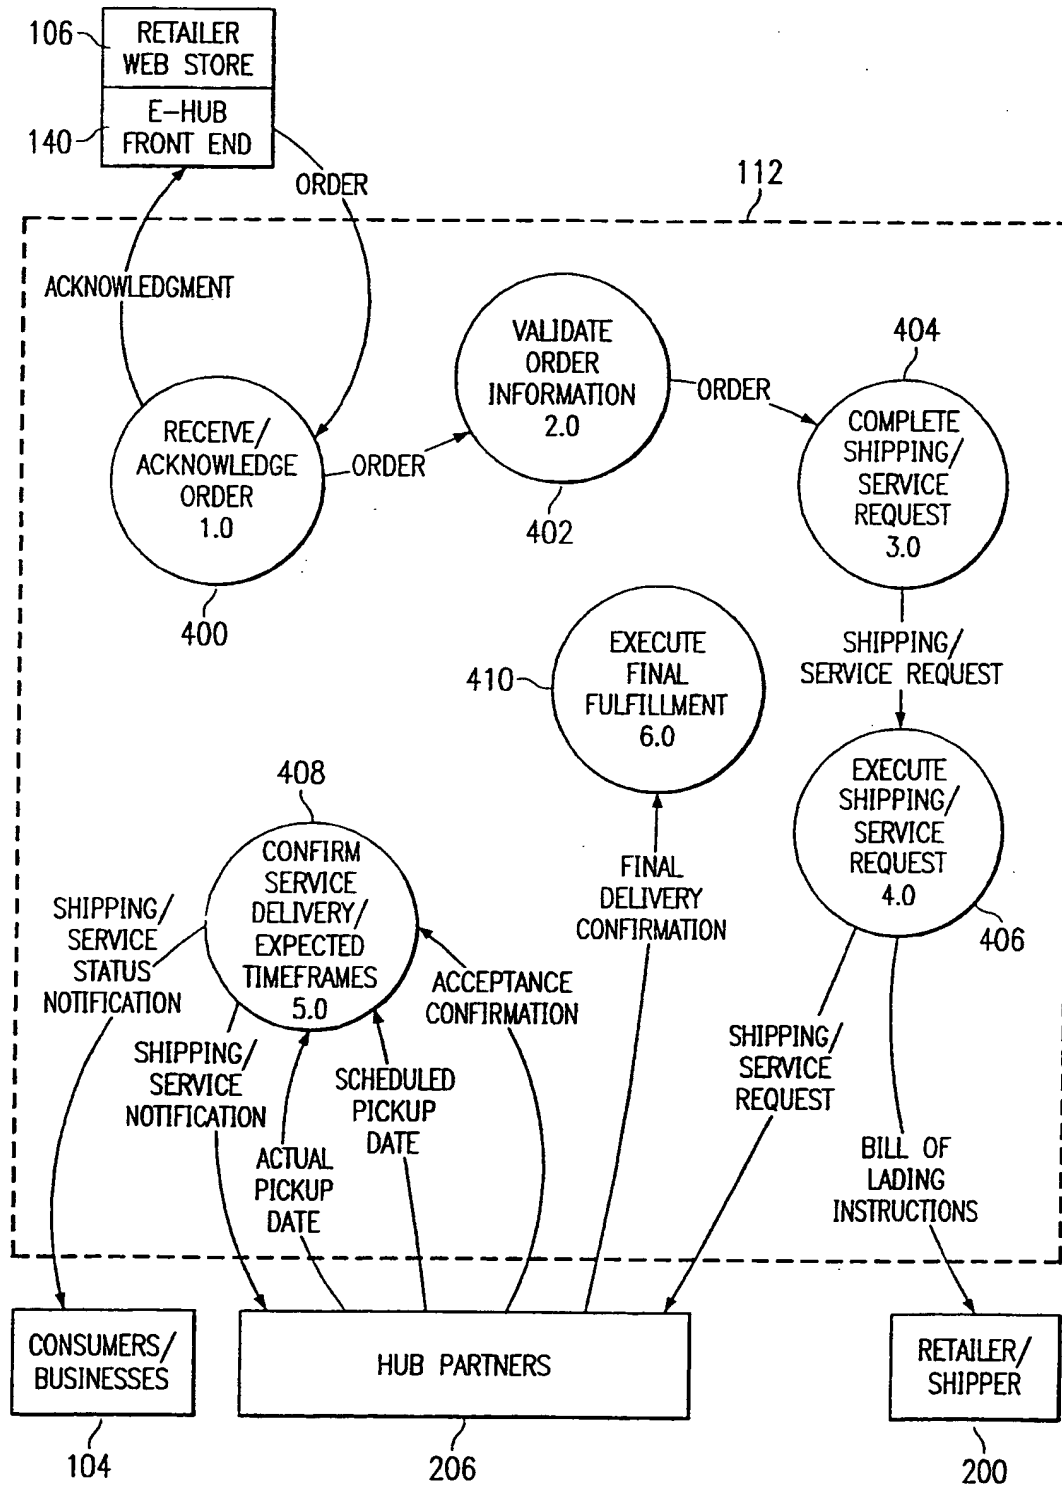 106
RETAILER
WEB STORE
140
E-HUB
FRONT END
ORDER
112
ACKNOWLEDGMENT
RECEIVE/
ACKNOWLEDGE
ORDER
1.0
400
ORDER
VALIDATE
ORDER
INFORMATION
2.0
402
ORDER
404
COMPLETE
SHIPPING/
SERVICE
REQUEST
3.0
SHIPPING/
SERVICE REQUEST
410
EXECUTE
FINAL
FULFILLMENT
6.0
EXECUTE
SHIPPING/
SERVICE
REQUEST
4.0
406
408
CONFIRM
SERVICE
DELIVERY/
EXPECTED
TIMEFRAMES
5.0
FINAL
DELIVERY
CONFIRMATION
SHIPPING/
SERVICE
STATUS
NOTIFICATION
SHIPPING/
SERVICE
NOTIFICATION
ACTUAL
PICKUP
DATE
SCHEDULED
PICKUP
DATE
ACCEPTANCE
CONFIRMATION
SHIPPING/
SERVICE
REQUEST
BILL OF
LADING
INSTRUCTIONS
CONSUMERS/
BUSINESSES
104
HUB PARTNERS
206
RETAILER/
SHIPPER
200